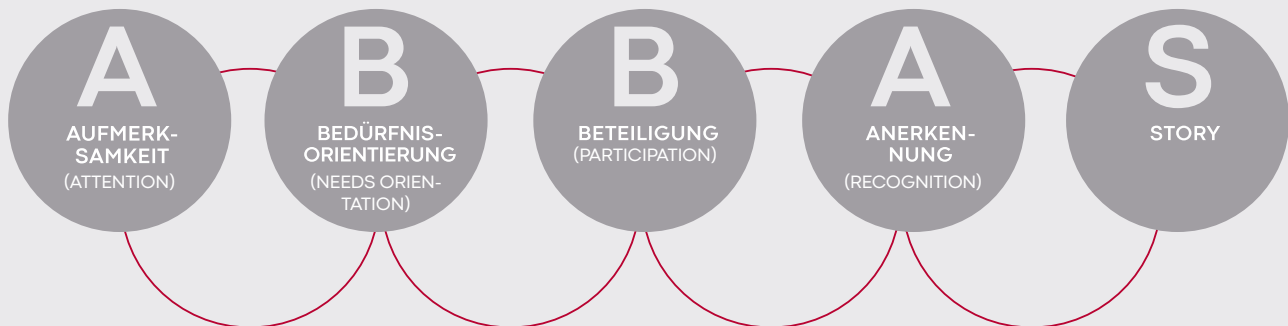 A
AUFMERK-
SAMKEIT
(ATTENTION)
B
BEDÜRFNIS-
ORIENTIERUNG
(NEEDS ORIEN-
TATION)
B
BETEILIGUNG
(PARTICIPATION)
A
ANERKEN-
NUNG
(RECOGNITION)
S
STORY